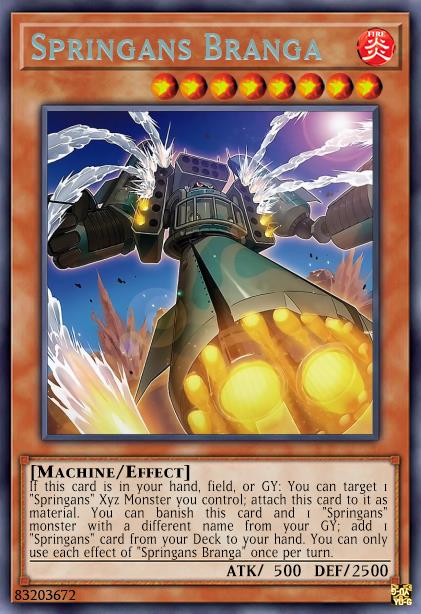 Springans Branga
FIRE
炎
[Machine/Effect]
If this card is in your hand, field, or GY: You can target 1
"Springans" Xyz Monster you control; attach this card to it as
material. You can banish this card and 1 "Springans"
monster with a different name from your GY; add 1
"Springans" card from your Deck to your hand. You can only
use each effect of "Springans Branga" once per turn.
ATK/ 500 DEF/2500
83203672